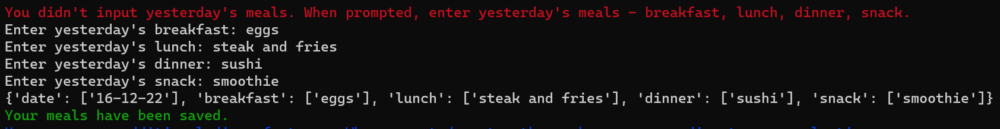 You didn't input yesterday's meals. When prompted, enter yesterday's meals - breakfast, lunch, dinner, snack.
Enter yesterday's breakfast: eggs
Enter yesterday's lunch: steak and fries
Enter yesterday's dinner: sushi
Enter yesterday's snack: smoothie
{'date': ['16-12-22'], 'breakfast': ['eggs'], 'lunch': ['steak and fries'], 'dinner': ['sushi'], 'snack': ['smoothie']}
Your meals have been saved.